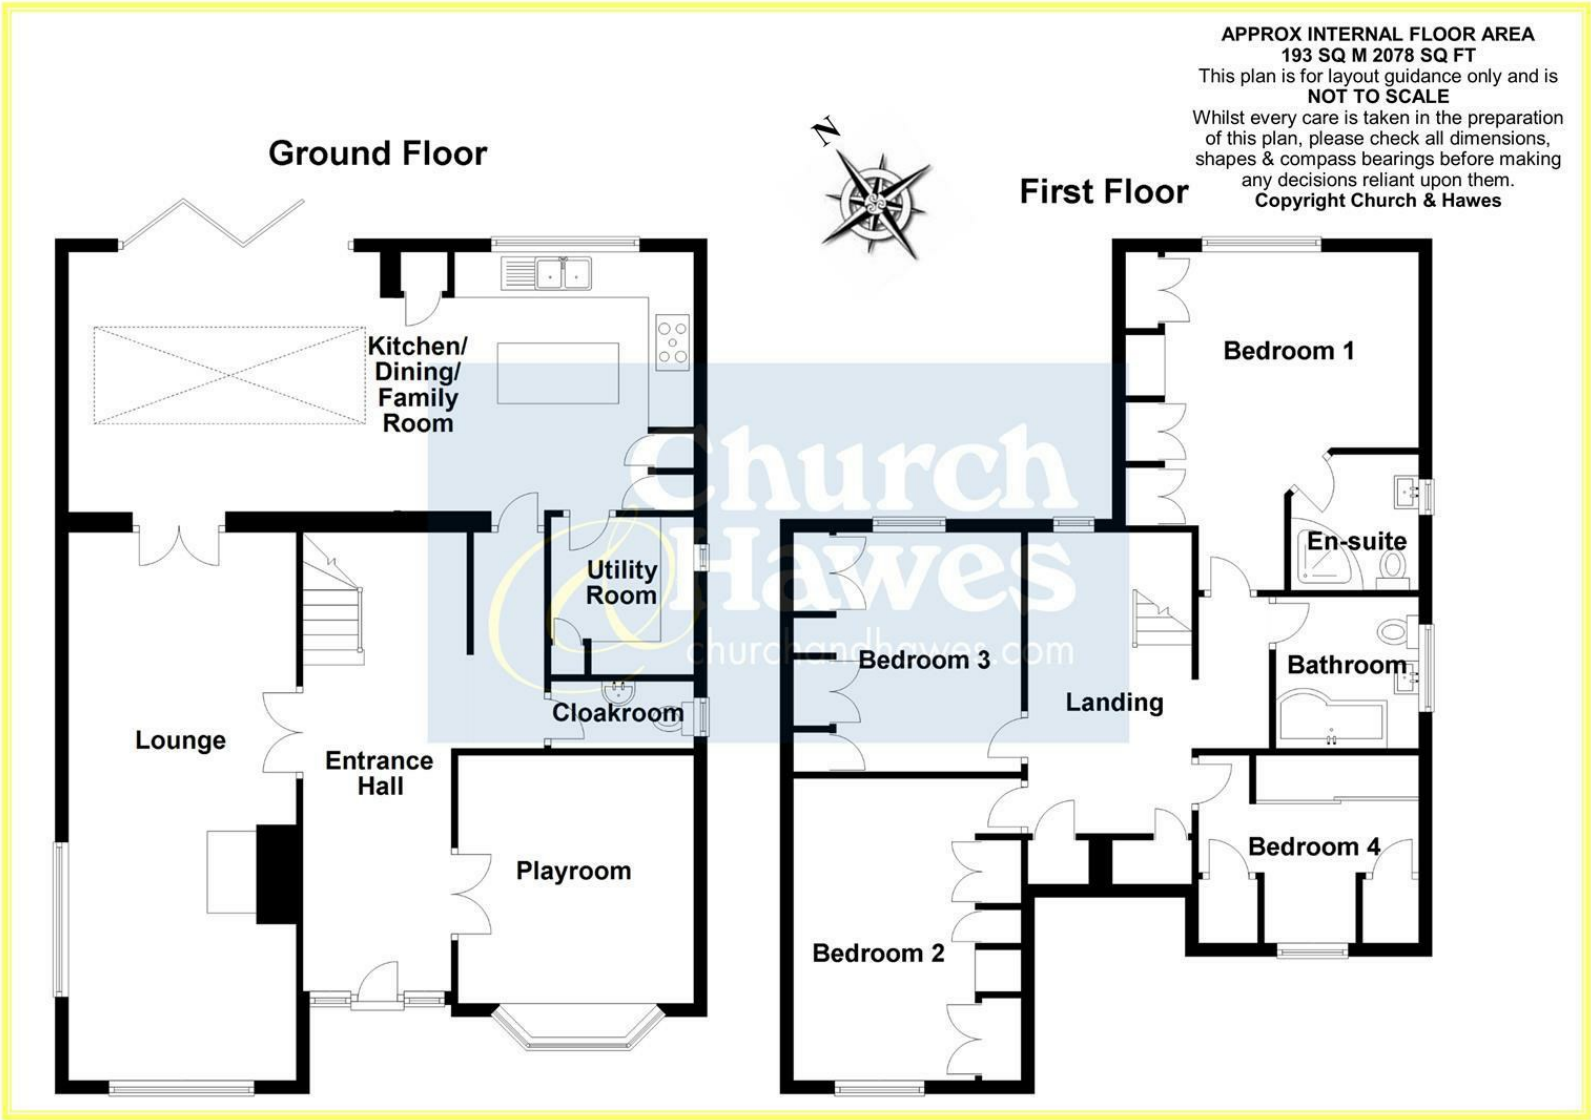 APPROX INTERNAL FLOOR AREA
193 SQ M 2078 SQ FT
This plan is for layout guidance only and is
NOT TO SCALE
Whilst every care is taken in the preparation
of this plan, please check all dimensions,
shapes & compass bearings before making
any decisions reliant upon them.
Copyright Church & Hawes
N
Ground Floor
First Floor
Kitchen/
Dining/
Family
Room
Utility
Room
Cloakroom
Lounge
Entrance
Hall
Playroom
Church
& Hawes
churchandhawes.com
Bedroom 1
En-suite
Bathroom
Bedroom 3
Landing
Bedroom 4
Bedroom 2